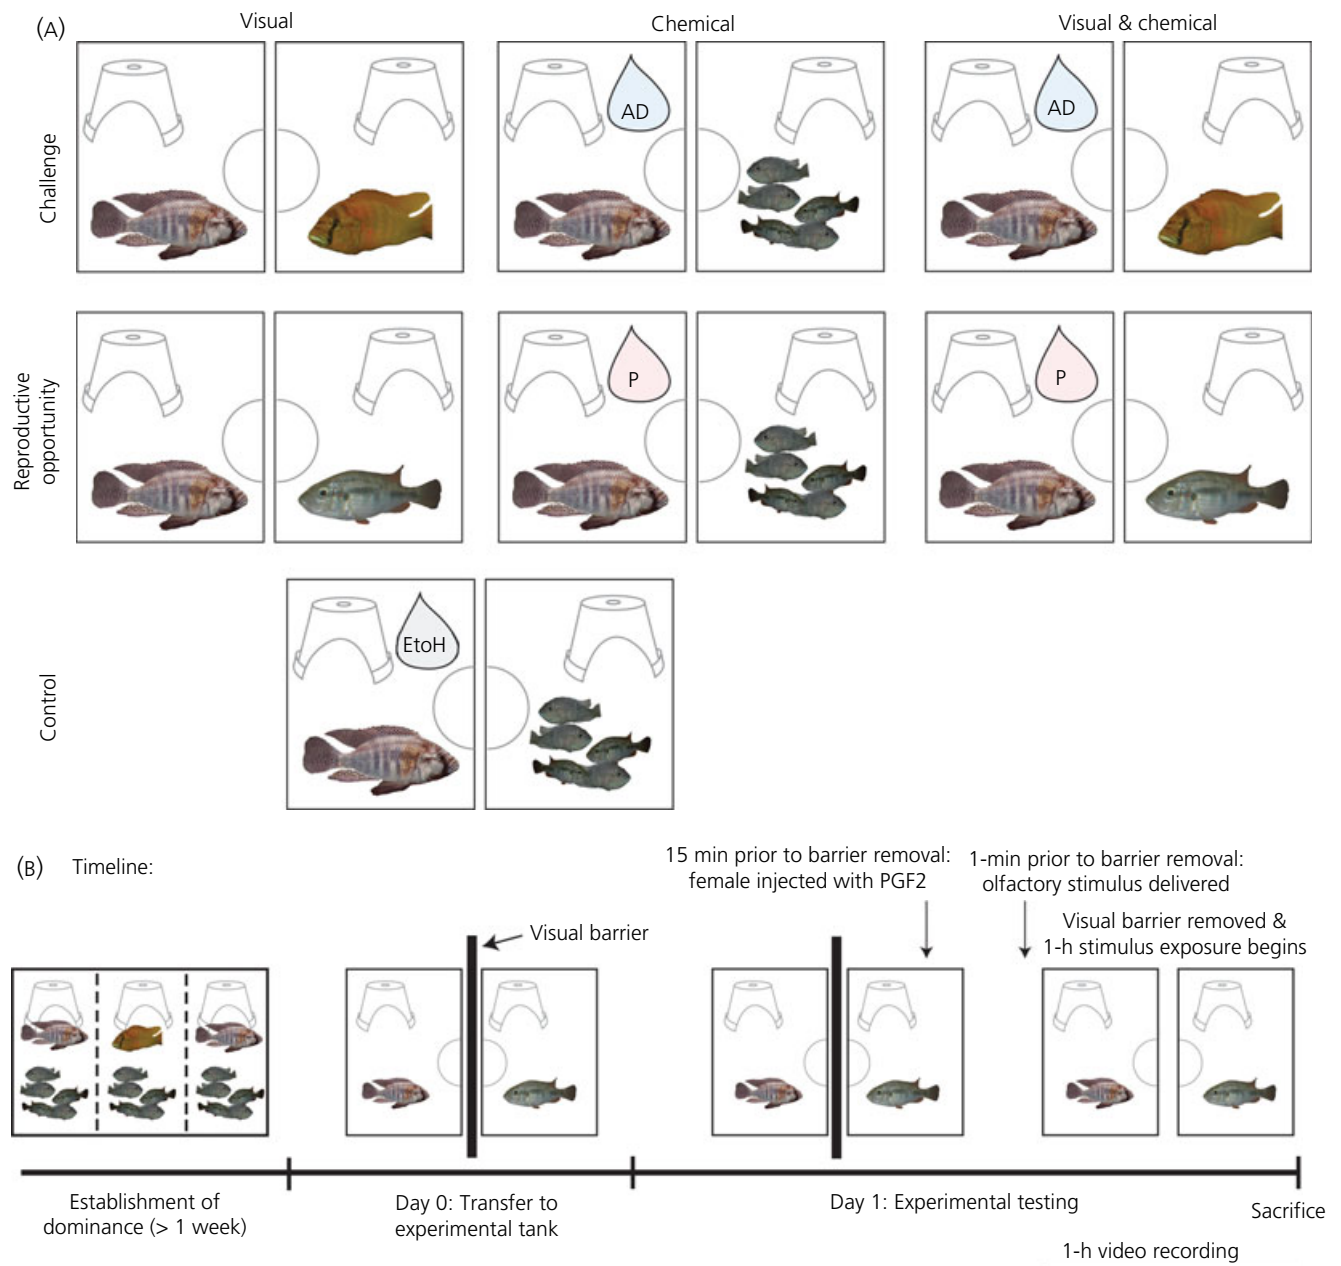 (A)
Visual
Chemical
Visual & chemical
Challenge
AD
AD
Reproductive
opportunity
P
P
Control
EtoH
(B)
Timeline:
15 min prior to barrier removal:
female injected with PGF2
1-min prior to barrier removal:
olfactory stimulus delivered
Visual barrier
Visual barrier removed &
1-h stimulus exposure begins
Establishment of
dominance (> 1 week)
Day 0: Transfer to
experimental tank
Day 1: Experimental testing
Sacrifice
1-h video recording